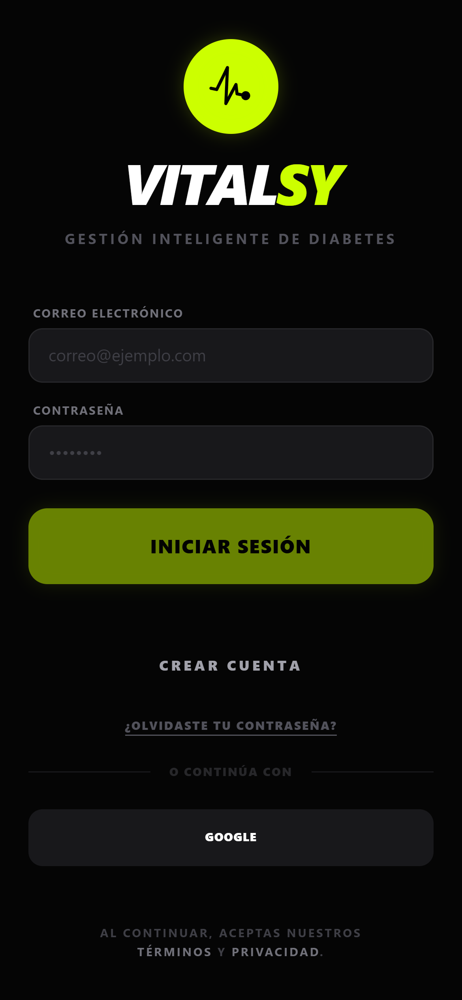 VITALSY
GESTIÓN INTELIGENTE DE DIABETES
CORREO ELECTRÓNICO
correo@ejemplo.com
CONTRASEÑA
••••••••
INICIAR SESIÓN
CREAR CUENTA
¿OLVIDASTE TU CONTRASEÑA?
O CONTINÚA CON
GOOGLE
AL CONTINUAR, ACEPTAS NUESTROS
TÉRMINOS Y PRIVACIDAD.